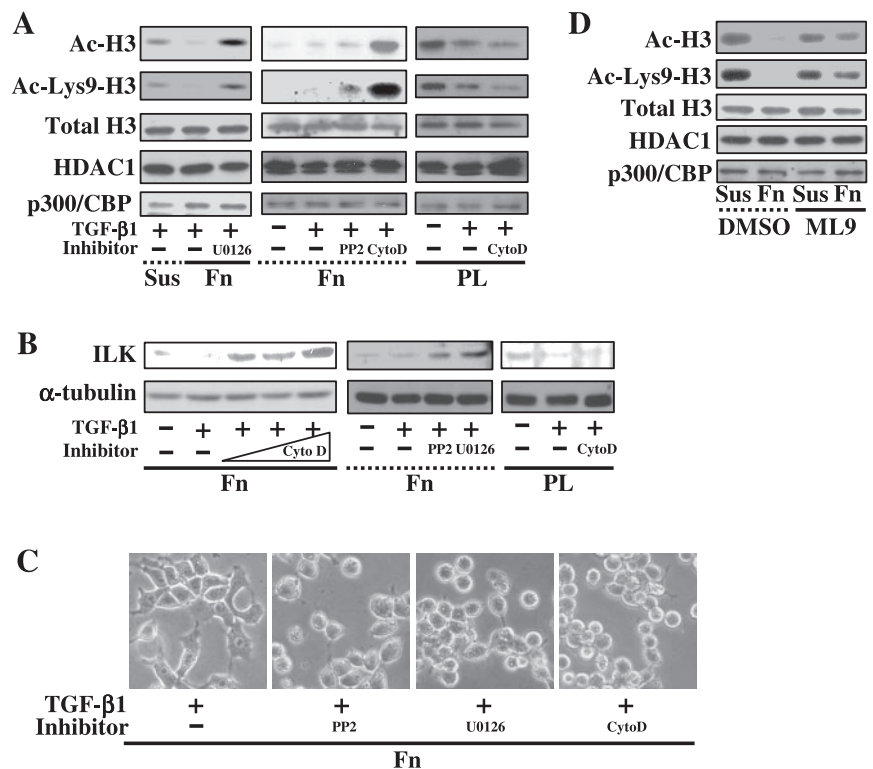 A
Ac-H3
Ac-Lys9-H3
Total H3
HDAC1
p300/CBP
TGF-β1 + + + − + + + − + +
Inhibitor − − U0126 − − PP2 CytoD − − CytoD
Sus Fn Fn PL
D
Ac-H3
Ac-Lys9-H3
Total H3
HDAC1
p300/CBP
Sus Fn Sus Fn
DMSO ML9
B
ILK
α-tubulin
TGF-β1 − + + + + − + + + − + +
Inhibitor − − Cyto D − − PP2 U0126 − − CytoD
Fn Fn PL
C
TGF-β1 + + + +
Inhibitor − PP2 U0126 CytoD
Fn